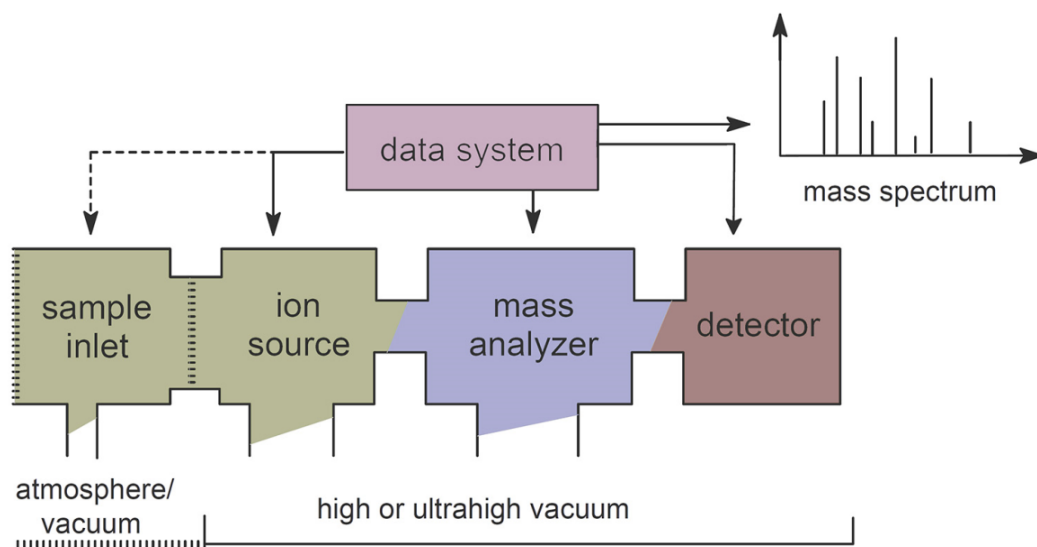 data system
mass spectrum
sample
inlet
ion
source
mass
analyzer
detector
atmosphere/
vacuum
high or ultrahigh vacuum